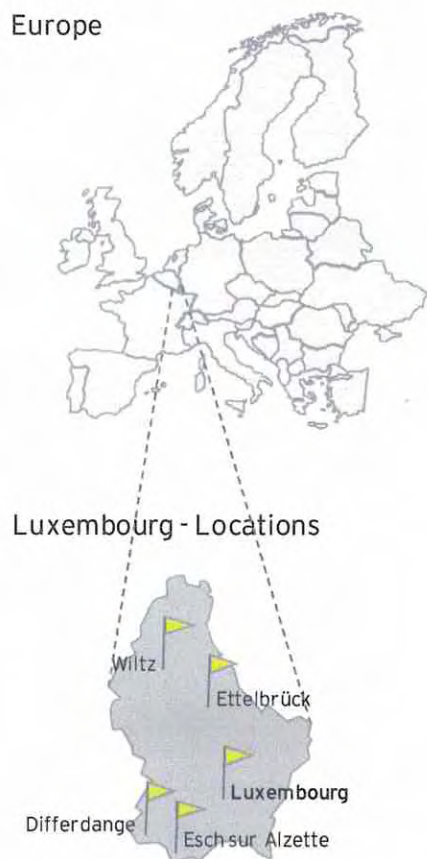 Europe
Luxembourg - Locations
Wiltz
Ettelbrück
Luxembourg
Differdange
Esch sur Alzette